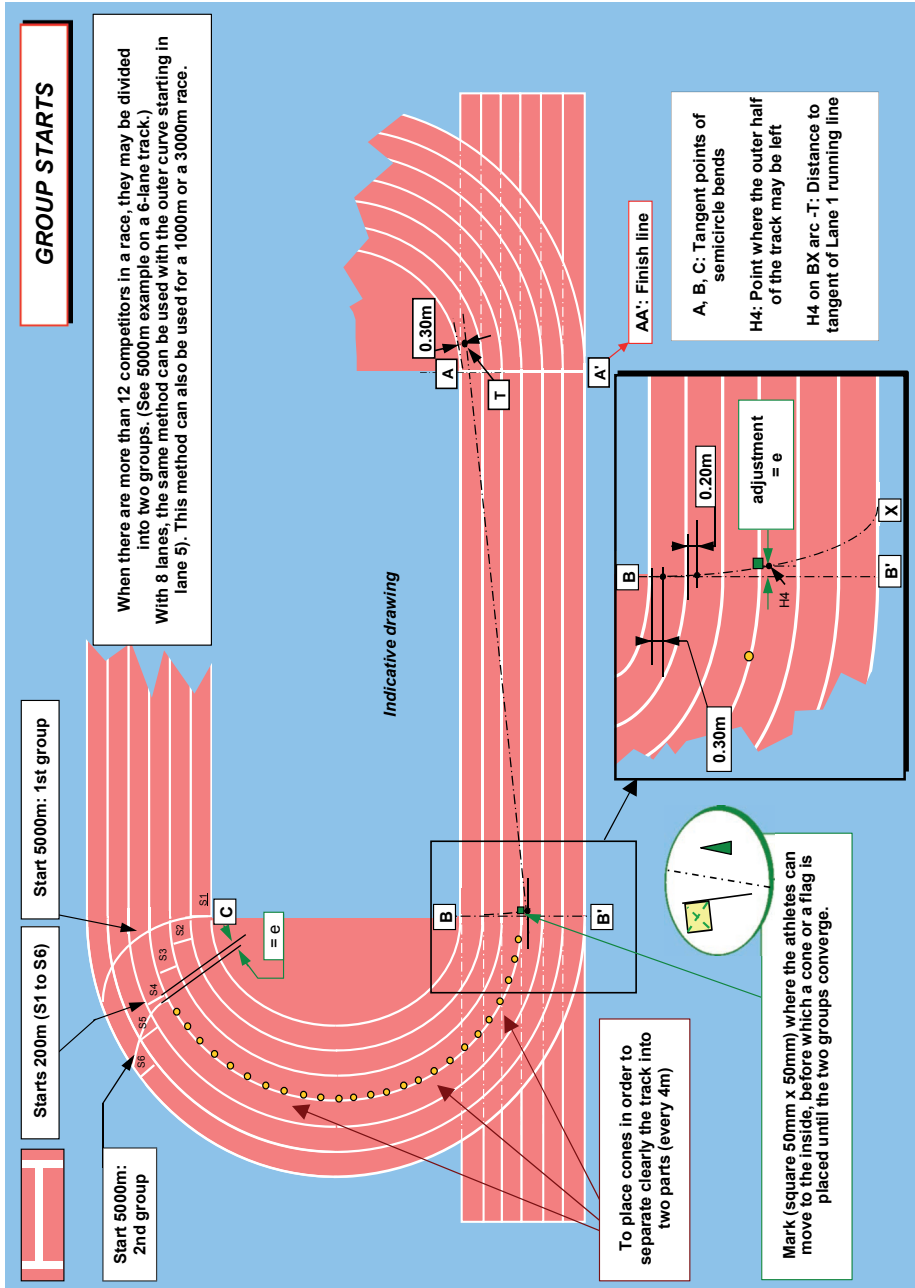 GROUP STARTS
When there are more than 12 competitors in a race, they may be divided
into two groups. (See 5000m example on a 6-lane track.)
With 8 lanes, the same method can be used with the outer curve starting in
lane 5). This method can also be used for a 1000m or a 3000m race.
Start 5000m: 1st group
Starts 200m (S1 to S6)
Start 5000m:
2nd group
S1
S2
S3
S4
S5
S6
C
= e
Indicative drawing
0.30m
A
T
A'
B
B'
AA': Finish line
To place cones in order to
separate clearly the track into
two parts (every 4m)
A, B, C: Tangent points of
semicircle bends
H4: Point where the outer half
of the track may be left
H4 on BX arc -T: Distance to
tangent of Lane 1 running line
B
0.20m
0.30m
adjustment
= e
H4
B'
X
Mark (square 50mm x 50mm) where the athletes can
move to the inside, before which a cone or a flag is
placed until the two groups converge.